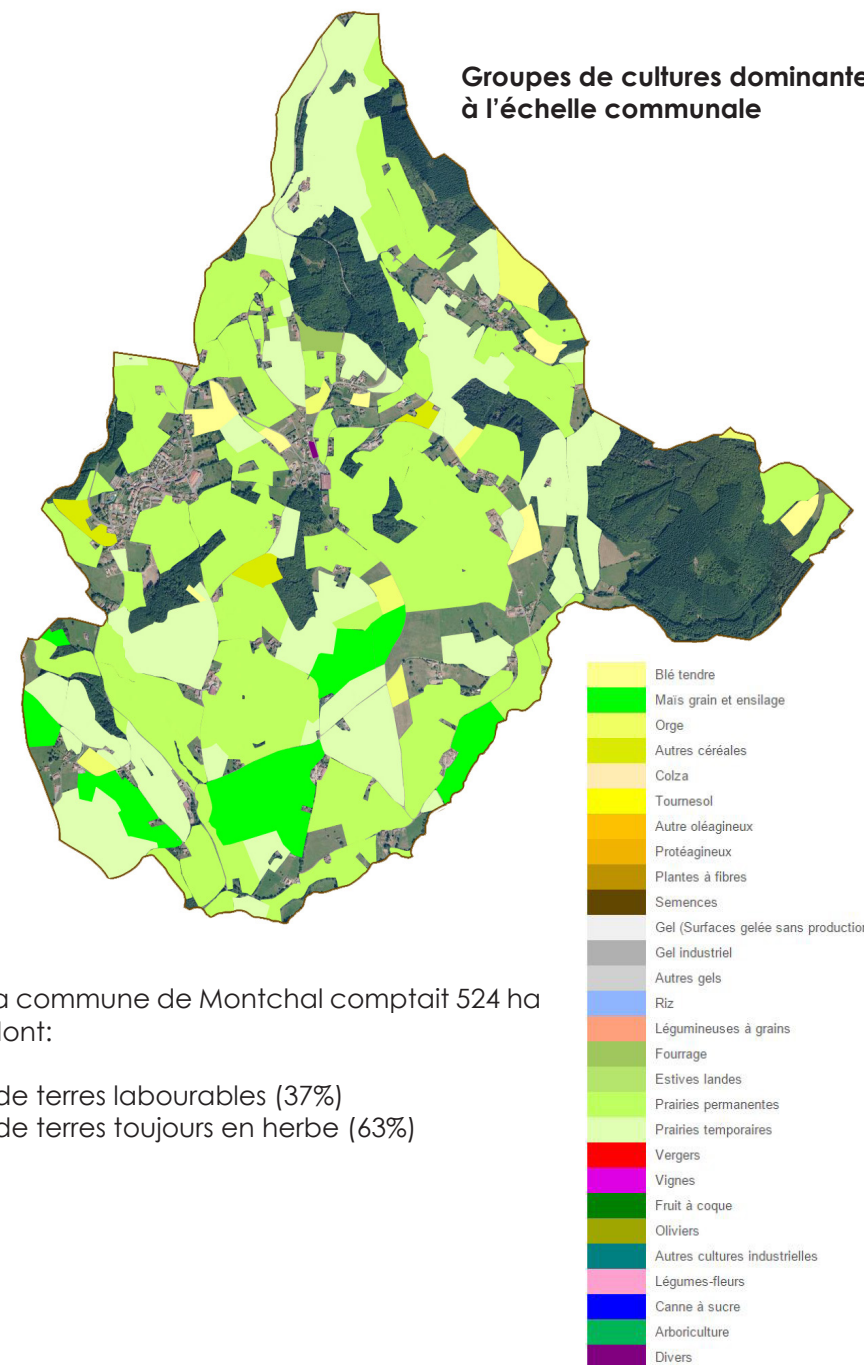 Groupes de cultures dominante
à l'échelle communale
Blé tendre
Maïs grain et ensilage
Orge
Autres céréales
Colza
Tournesol
Autre oléagineux
Protéagineux
Plantes à fibres
Semences
Gel (Surfaces gelée sans production
Gel industriel
Autres gels
Riz
Légumineuses à grains
Fourrage
Estives landes
Prairies permanentes
Prairies temporaires
Vergers
Vignes
Fruit à coque
Oliviers
Autres cultures industrielles
Légumes-fleurs
Canne à sucre
Arboriculture
Divers
a commune de Montchal comptait 524 ha
dont:
de terres labourables (37%)
de terres toujours en herbe (63%)